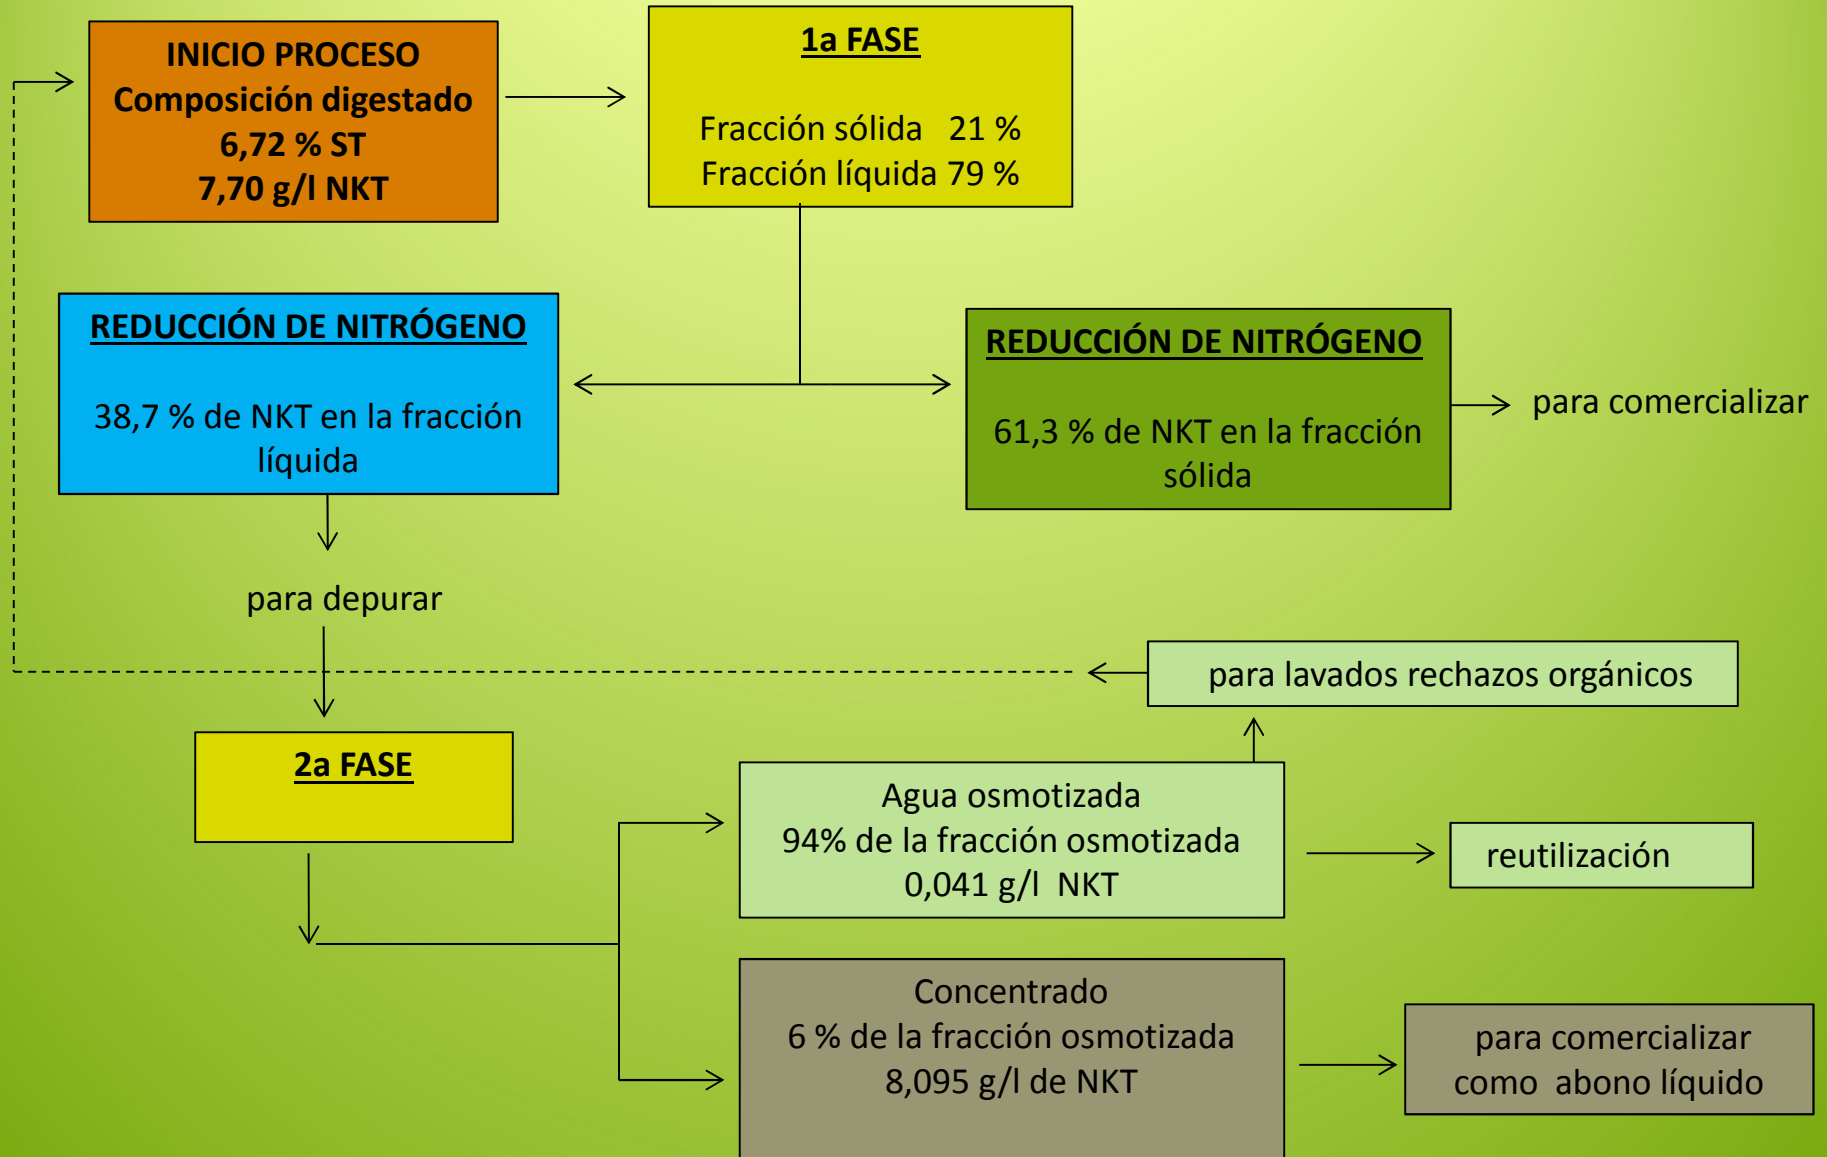 INICIO PROCESO
Composición digestado
6,72 % ST
7,70 g/l NKT
1a FASE
Fracción sólida 21 %
Fracción líquida 79 %
REDUCCIÓN DE NITRÓGENO
38,7 % de NKT en la fracción
líquida
REDUCCIÓN DE NITRÓGENO
61,3 % de NKT en la fracción
sólida
para comercializar
para depurar
para lavados rechazos orgánicos
2a FASE
Agua osmotizada
94% de la fracción osmotizada
0,041 g/l NKT
reutilización
Concentrado
6 % de la fracción osmotizada
8,095 g/l de NKT
para comercializar
como abono líquido